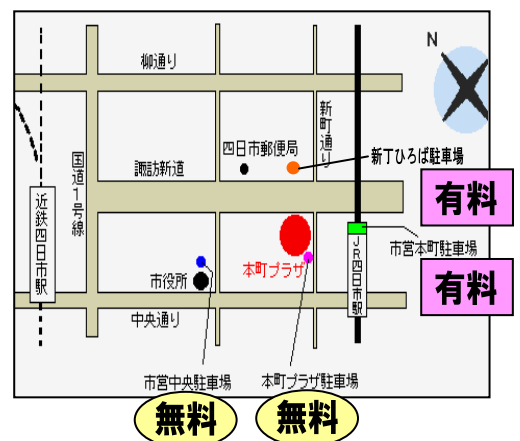 N
柳通り
新町通り
四日市郵便局
新丁ひろば駐車場
国道1号線
諏訪新道
有料
近鉄四日市駅
市営本町駐車場
JR四日市駅
本町プラザ
市役所
有料
中央通り
市営中央駐車場
本町プラザ駐車場
無料
無料